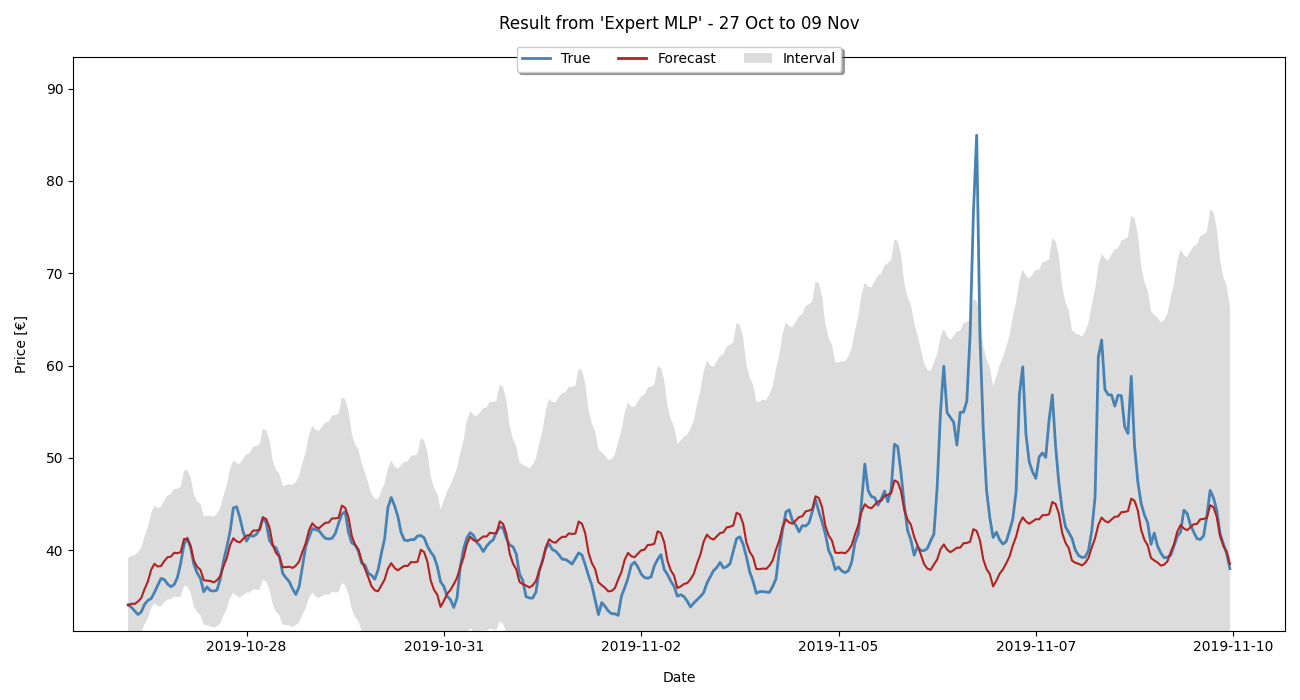 Result from 'Expert MLP' - 27 Oct to 09 Nov
True Forecast Interval
90
80
70
60
50
40
Price [€]
2019-10-28 2019-10-31 2019-11-02 2019-11-05 2019-11-07 2019-11-10
Date